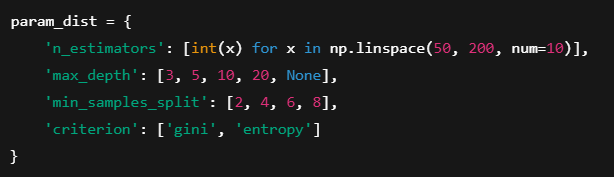 param_dist = {
    'n_estimators': [int(x) for x in np.linspace(50, 200, num=10)],
    'max_depth': [3, 5, 10, 20, None],
    'min_samples_split': [2, 4, 6, 8],
    'criterion': ['gini', 'entropy']
}